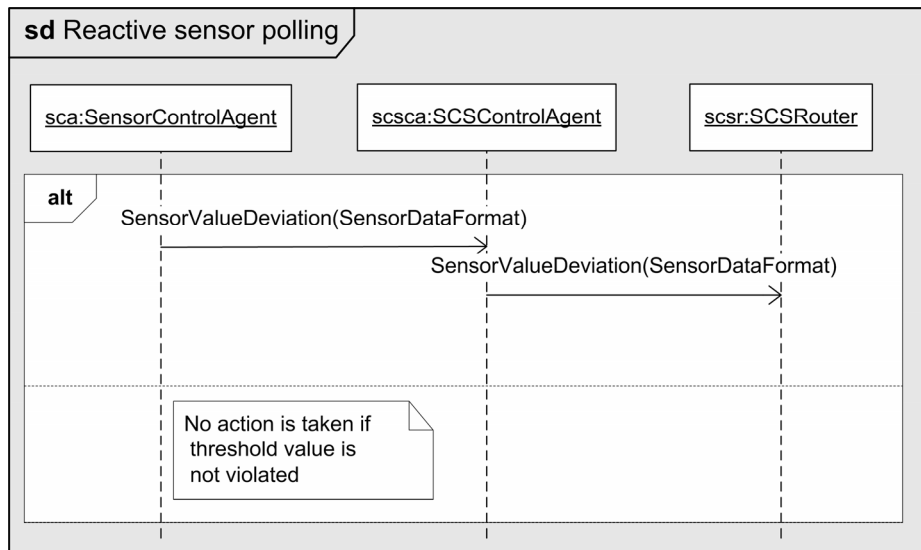 sd Reactive sensor polling
sca:SensorControlAgent
scsca:SCSControlAgent
scsr:SCSRouter
alt
SensorValueDeviation(SensorDataFormat)
SensorValueDeviation(SensorDataFormat)
No action is taken if
threshold value is
not violated